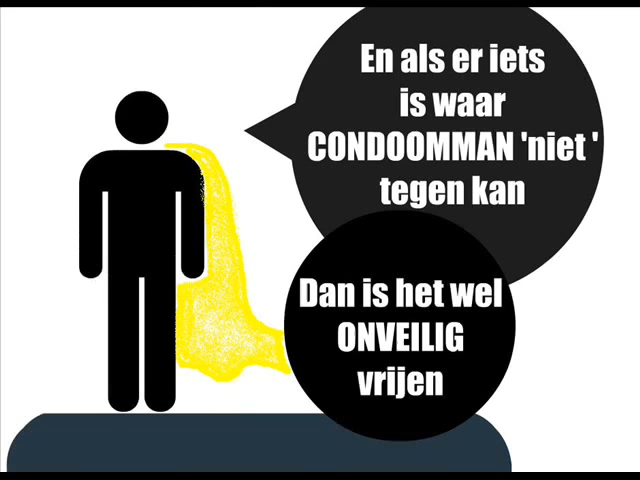 En als er iets
is waar
CONDOOMMAN 'niet '
tegen kan
Dan is het wel
ONVEILIG
vrijen